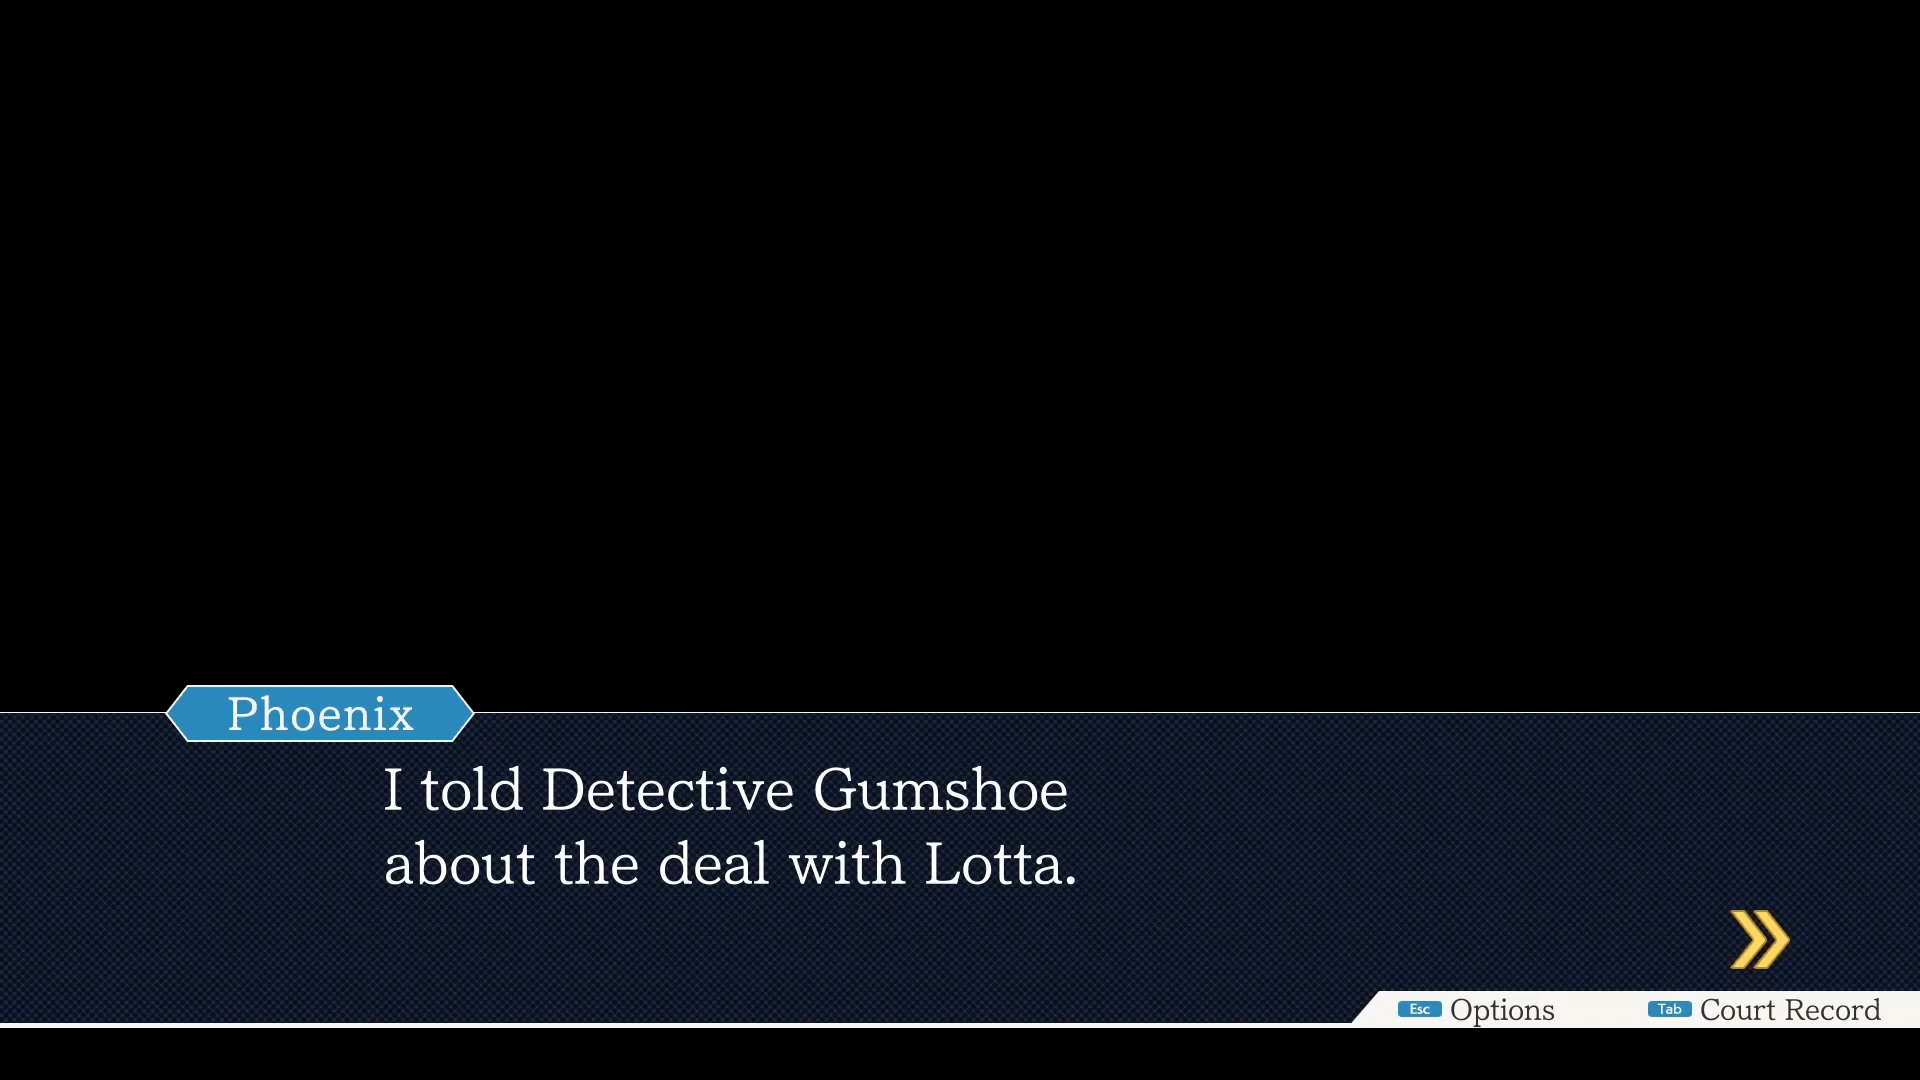 Phoenix
I told Detective Gumshoe
about the deal with Lotta.
Esc Options Tab Court Record